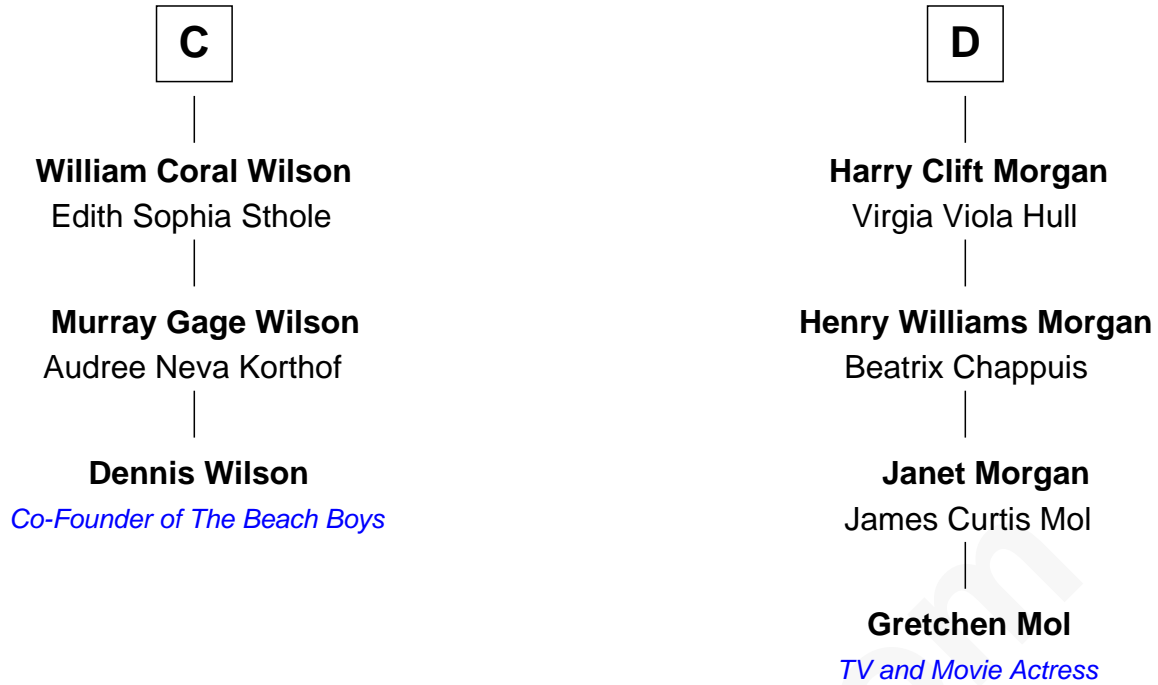 C
William Coral Wilson
Edith Sophia Sthole
Murray Gage Wilson
Audree Neva Korthof
Dennis Wilson
Co-Founder of The Beach Boys
D
Harry Clift Morgan
Virgia Viola Hull
Henry Williams Morgan
Beatrix Chappuis
Janet Morgan
James Curtis Mol
Gretchen Mol
TV and Movie Actress